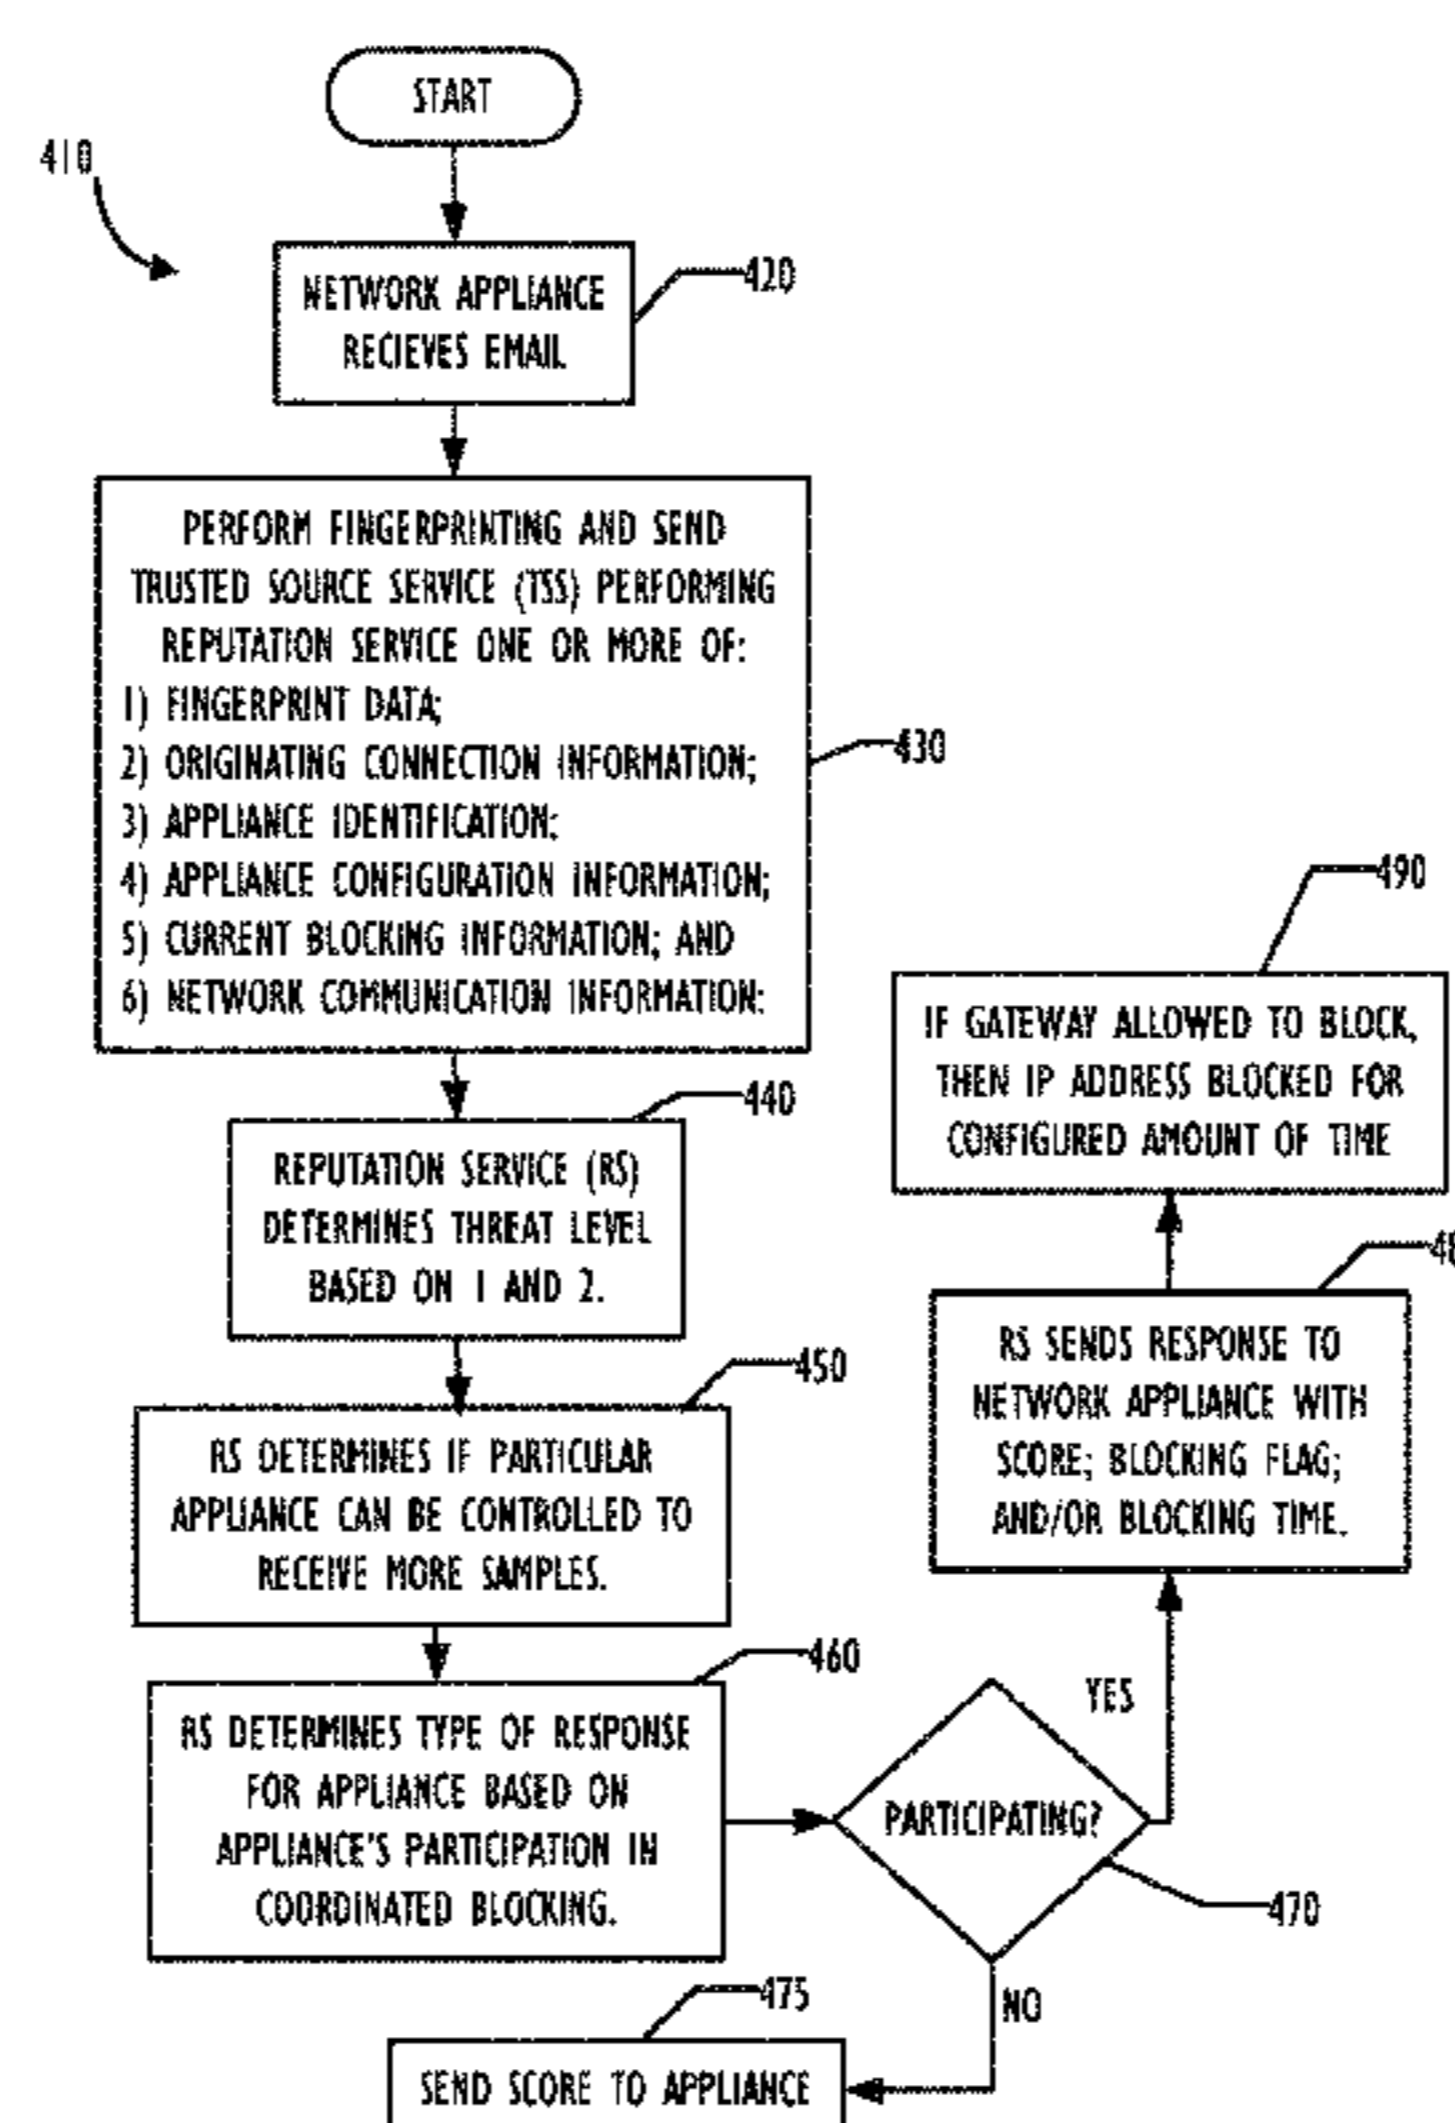 START
410
NETWORK APPLIANCE
RECIEVES EMAIL
420
PERFORM FINGERPRINTING AND SEND
TRUSTED SOURCE SERVICE (TSS) PERFORMING
REPUTATION SERVICE ONE OR MORE OF:
1) FINGERPRINT DATA;
2) ORIGINATING CONNECTION INFORMATION;
3) APPLIANCE IDENTIFICATION;
4) APPLIANCE CONFIGURATION INFORMATION;
5) CURRENT BLOCKING INFORMATION; AND
6) NETWORK COMMUNICATION INFORMATION:
430
440
REPUTATION SERVICE (RS)
DETERMINES THREAT LEVEL
BASED ON 1 AND 2.
450
RS DETERMINES IF PARTICULAR
APPLIANCE CAN BE CONTROLLED TO
RECEIVE MORE SAMPLES.
460
RS DETERMINES TYPE OF RESPONSE
FOR APPLIANCE BASED ON
APPLIANCE'S PARTICIPATION IN
COORDINATED BLOCKING.
PARTICIPATING?
470
YES
NO
475
SEND SCORE TO APPLIANCE
RS SENDS RESPONSE TO
NETWORK APPLIANCE WITH
SCORE; BLOCKING FLAG;
AND/OR BLOCKING TIME.
490
IF GATEWAY ALLOWED TO BLOCK,
THEN IP ADDRESS BLOCKED FOR
CONFIGURED AMOUNT OF TIME